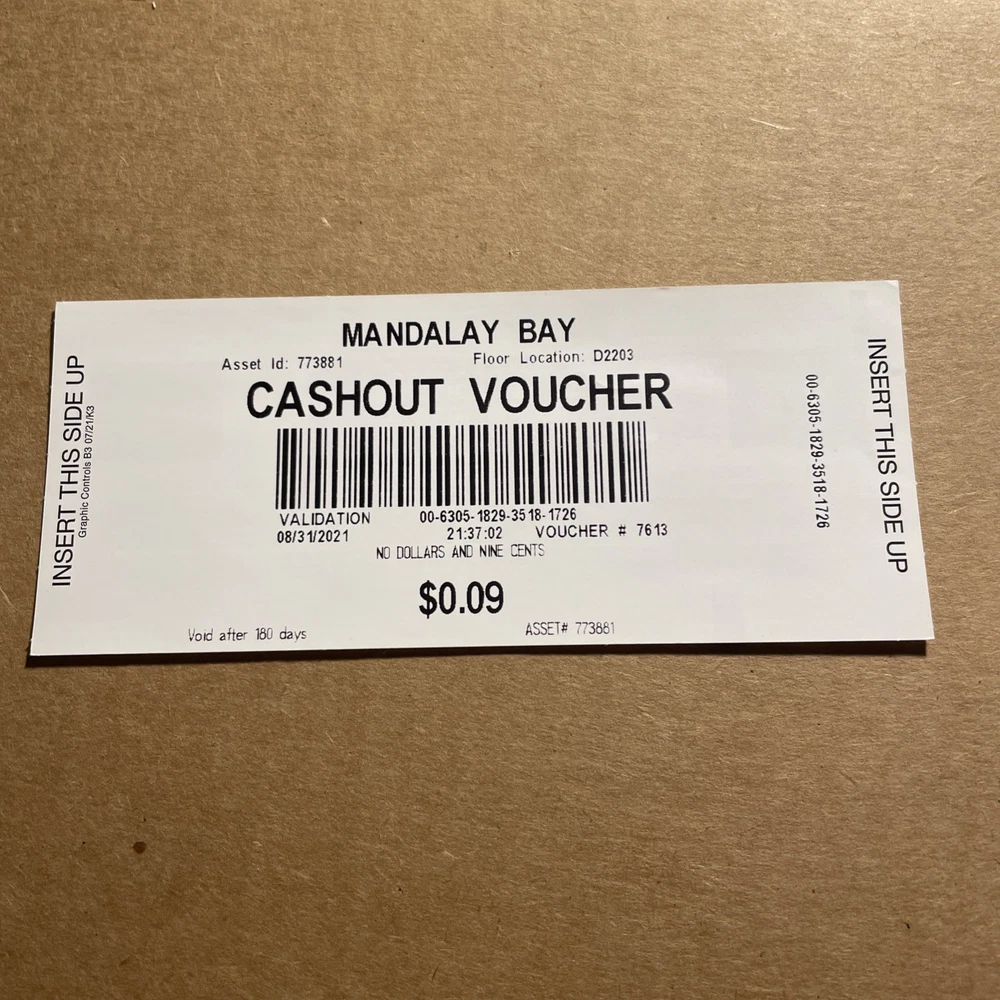 MANDALAY BAY
Asset Id: 773881 Floor Location: D2203
CASHOUT VOUCHER
VALIDATION 00-6305-1829-3518-1726
08/31/2021 21:37:02 VOUCHER # 7613
NO DOLLARS AND NINE CENTS
$0.09
Void after 180 days ASSET# 773881
INSERT THIS SIDE UP
Graphic Controls B3 07/21/K3
00-6305-1829-3518-1726
INSERT THIS SIDE UP